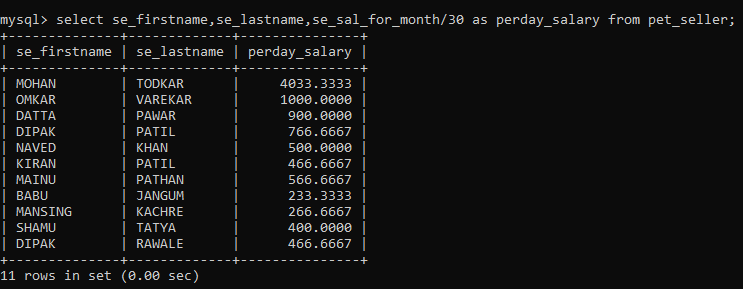 mysql> select se_firstname,se_lastname,se_sal_for_month/30 as perday_salary from pet_seller;
+--------------+-------------+---------------+
| se_firstname | se_lastname | perday_salary |
+--------------+-------------+---------------+
| MOHAN        | TODKAR      |     4033.3333 |
| OMKAR        | VAREKAR     |     1000.0000 |
| DATTA        | PAWAR       |      900.0000 |
| DIPAK        | PATIL       |      766.6667 |
| NAVED        | KHAN        |      500.0000 |
| KIRAN        | PATIL       |      466.6667 |
| MAINU        | PATHAN      |      566.6667 |
| BABU         | JANGUM      |      233.3333 |
| MANSING      | KACHRE      |      266.6667 |
| SHAMU        | TATYA       |      400.0000 |
| DIPAK        | RAWALE      |      466.6667 |
+--------------+-------------+---------------+
11 rows in set (0.00 sec)